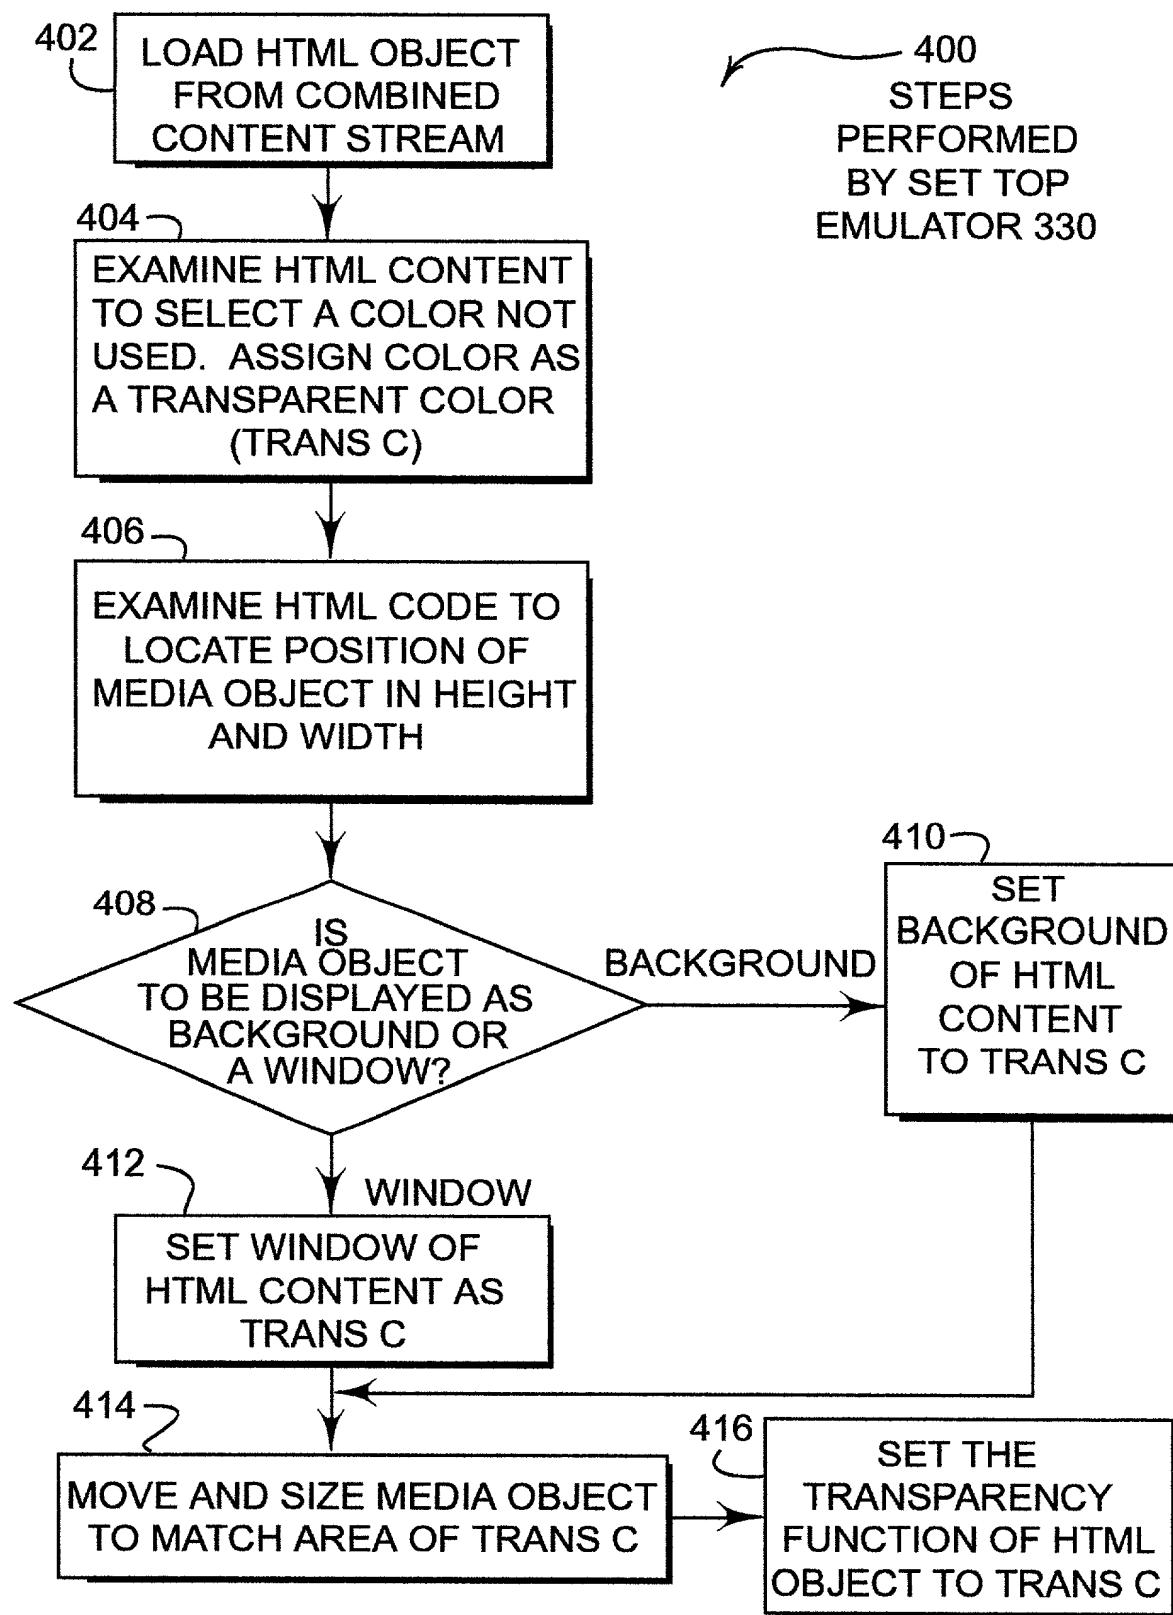 402
LOAD HTML OBJECT
FROM COMBINED
CONTENT STREAM
400
STEPS
PERFORMED
BY SET TOP
EMULATOR 330
404
EXAMINE HTML CONTENT
TO SELECT A COLOR NOT
USED. ASSIGN COLOR AS
A TRANSPARENT COLOR
(TRANS C)
406
EXAMINE HTML CODE TO
LOCATE POSITION OF
MEDIA OBJECT IN HEIGHT
AND WIDTH
408
IS
MEDIA OBJECT
TO BE DISPLAYED AS
BACKGROUND OR
A WINDOW?
BACKGROUND
410
SET
BACKGROUND
OF HTML
CONTENT
TO TRANS C
412
WINDOW
SET WINDOW OF
HTML CONTENT AS
TRANS C
414
MOVE AND SIZE MEDIA OBJECT
TO MATCH AREA OF TRANS C
416
SET THE
TRANSPARENCY
FUNCTION OF HTML
OBJECT TO TRANS C